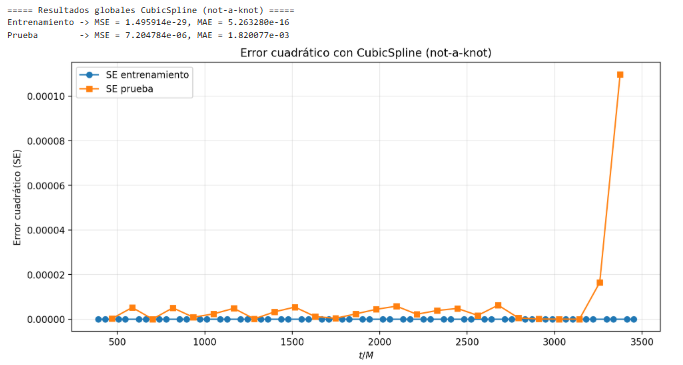 ===== Resultados globales CubicSpline (not-a-knot) =====
Entrenamiento -> MSE = 1.495914e-29, MAE = 5.263280e-16
Prueba        -> MSE = 7.204784e-06, MAE = 1.820077e-03
Error cuadrático con CubicSpline (not-a-knot)
SE entrenamiento
SE prueba
Error cuadrático (SE)
0.00010
0.00008
0.00006
0.00004
0.00002
0.00000
500 1000 1500 2000 2500 3000 3500
t/M